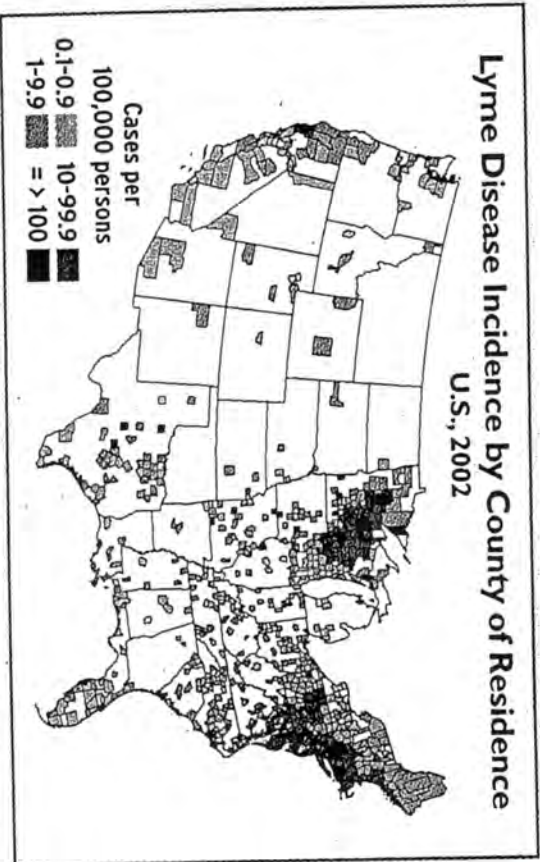 Lyme Disease Incidence by County of Residence
U.S., 2002
Cases per
100,000 persons
0.1-0.9 10-99.9
1-9.9 = > 100